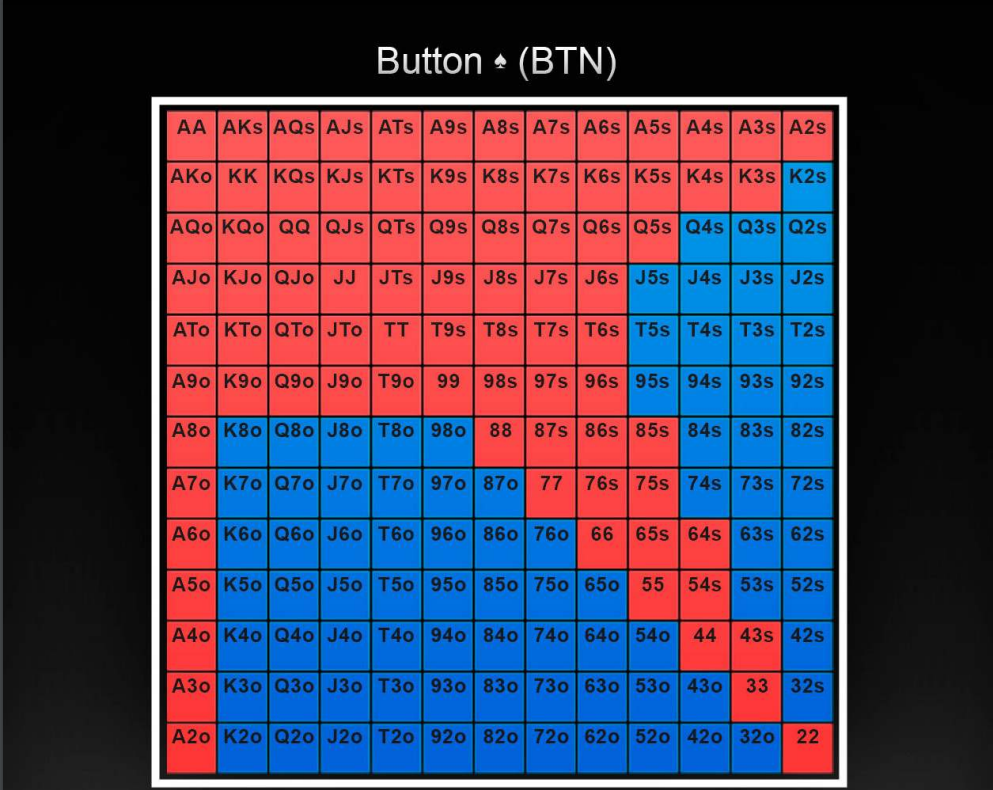 Button ♠ (BTN)
AA AKs AQs AJs ATs A9s A8s A7s A6s A5s A4s A3s A2s
AKo KK KQs KJs KTs K9s K8s K7s K6s K5s K4s K3s K2s
AQo KQo QQ QJs QTs Q9s Q8s Q7s Q6s Q5s Q4s Q3s Q2s
AJo KJo QJo JJ JTs J9s J8s J7s J6s J5s J4s J3s J2s
ATo KTo QTo JTo TT T9s T8s T7s T6s T5s T4s T3s T2s
A9o K9o Q9o J9o T9o 99 98s 97s 96s 95s 94s 93s 92s
A8o K8o Q8o J8o T8o 98o 88 87s 86s 85s 84s 83s 82s
A7o K7o Q7o J7o T7o 97o 87o 77 76s 75s 74s 73s 72s
A6o K6o Q6o J6o T6o 96o 86o 76o 66 65s 64s 63s 62s
A5o K5o Q5o J5o T5o 95o 85o 75o 65o 55 54s 53s 52s
A4o K4o Q4o J4o T4o 94o 84o 74o 64o 54o 44 43s 42s
A3o K3o Q3o J3o T3o 93o 83o 73o 63o 53o 43o 33 32s
A2o K2o Q2o J2o T2o 92o 82o 72o 62o 52o 42o 32o 22